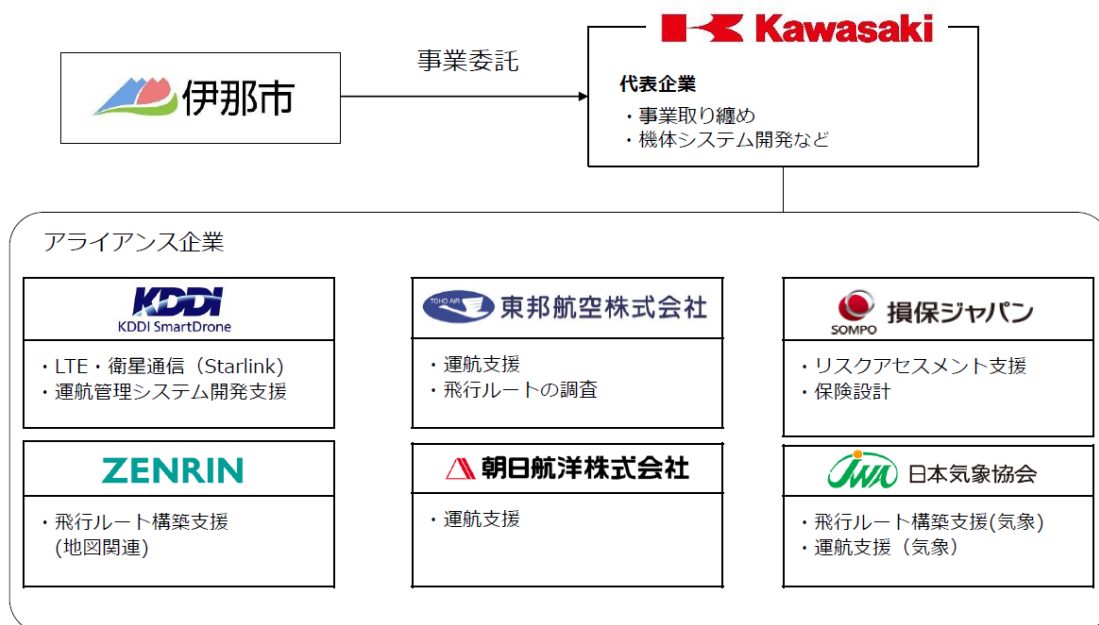 伊那市
事業委託
Kawasaki
代表企業
・事業取り纏め
・機体システム開発など
アライアンス企業
KDDI
KDDI SmartDrone
・LTE・衛星通信（Starlink)
・運航管理システム開発支援
TOHO AIR
東邦航空株式会社
・運航支援
・飛行ルートの調査
SOMPO
損保ジャパン
・リスクアセスメント支援
・保険設計
ZENRIN
・飛行ルート構築支援
(地図関連)
朝日航洋株式会社
・運航支援
JWA
日本気象協会
・飛行ルート構築支援(気象)
・運航支援（気象）